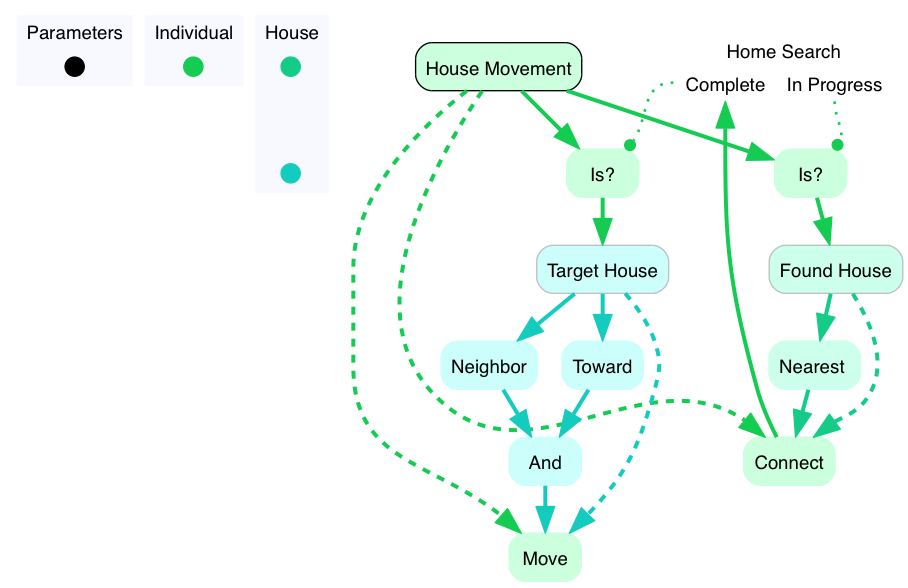 Parameters
Individual
House
House Movement
Home Search
Complete
In Progress
Is?
Is?
Target House
Found House
Neighbor
Toward
Nearest
And
Connect
Move